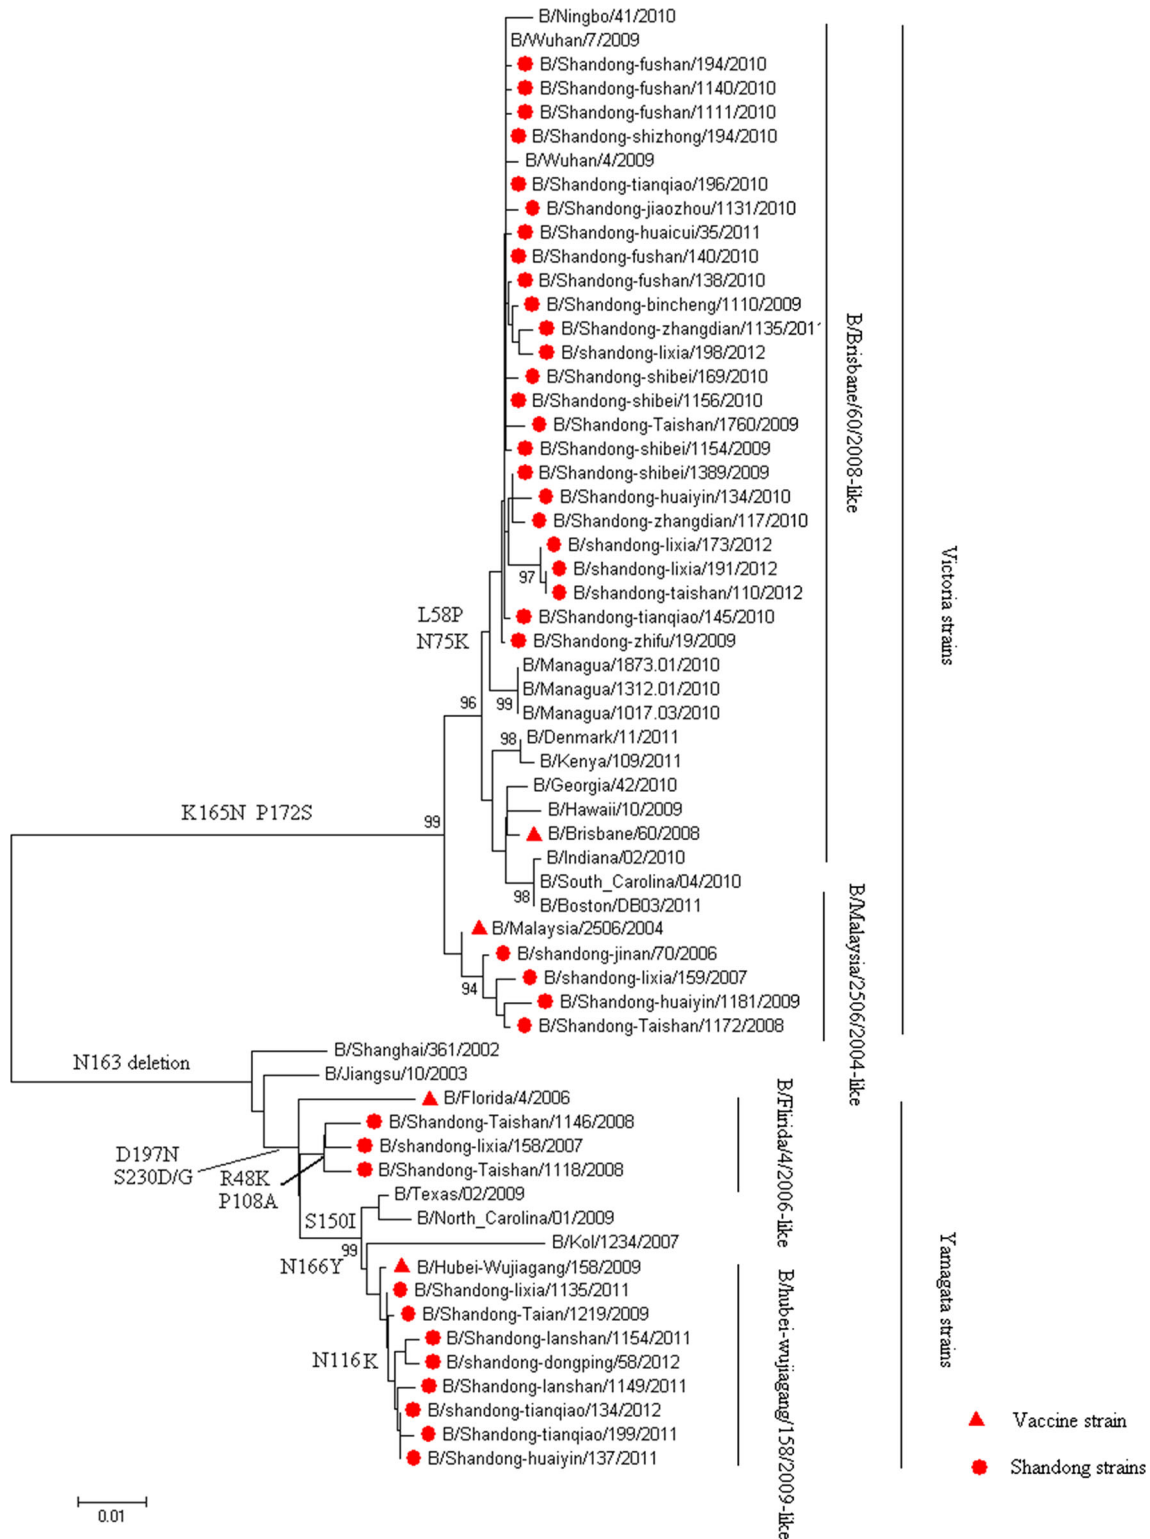 B/Ningbo/41/2010
B/Wuhan/7/2009
B/Shandong-fushan/194/2010
B/Shandong-fushan/1140/2010
B/Shandong-fushan/1111/2010
B/Shandong-shizhong/194/2010
B/Wuhan/4/2009
B/Shandong-tianqiao/196/2010
B/Shandong-jiaozhou/1131/2010
B/Shandong-huaicui/35/2011
B/Shandong-fushan/140/2010
B/Shandong-fushan/138/2010
B/Shandong-bincheng/1110/2009
B/Shandong-zhangdian/1135/201
B/shandong-lixia/198/2012
B/Shandong-shibei/169/2010
B/Shandong-shibei/1156/2010
B/Shandong-Taishan/1760/2009
B/Shandong-shibei/1154/2009
B/Shandong-shibei/1389/2009
B/Shandong-huaiyin/134/2010
B/Shandong-zhangdian/117/2010
B/shandong-lixia/173/2012
97
B/shandong-lixia/191/2012
B/shandong-taishan/110/2012
L58P
N75K
B/Shandong-tianqiao/145/2010
B/Shandong-zhifu/19/2009
B/Managua/1873.01/2010
B/Managua/1312.01/2010
96
99
B/Managua/1017.03/2010
98
B/Denmark/11/2011
B/Kenya/109/2011
B/Georgia/42/2010
B/Hawaii/10/2009
K165N P172S
99
B/Brisbane/60/2008
B/Indiana/02/2010
B/South_Carolina/04/2010
98
B/Boston/DB03/2011
B/Malaysia/2506/2004
B/shandong-jinan/70/2006
B/shandong-lixia/159/2007
94
B/Shandong-huaiyin/1181/2009
B/Shandong-Taishan/1172/2008
B/Brisbane/60/2008-like
B/Malaysia/2506/2004-like
Victoria strains
N163 deletion
B/Shanghai/361/2002
B/Jiangsu/10/2003
B/Florida/4/2006
B/Shandong-Taishan/1146/2008
B/shandong-lixia/158/2007
B/Shandong-Taishan/1118/2008
D197N
S230D/G
R48K
P108A
B/Texas/02/2009
S150I
B/North_Carolina/01/2009
99
B/Kol/1234/2007
N166Y
B/Hubei-Wujiagang/158/2009
B/Shandong-lixia/1135/2011
B/Shandong-Taian/1219/2009
B/Shandong-lanshan/1154/2011
N116K
B/shandong-dongping/58/2012
B/Shandong-lanshan/1149/2011
B/shandong-tianqiao/134/2012
B/Shandong-tianqiao/199/2011
B/Shandong-huaiyin/137/2011
B/Flirida/4/2006-like
B/hubei-wujiagang/158/2009-like
Yamagata strains
Vaccine strain
Shandong strains
0.01